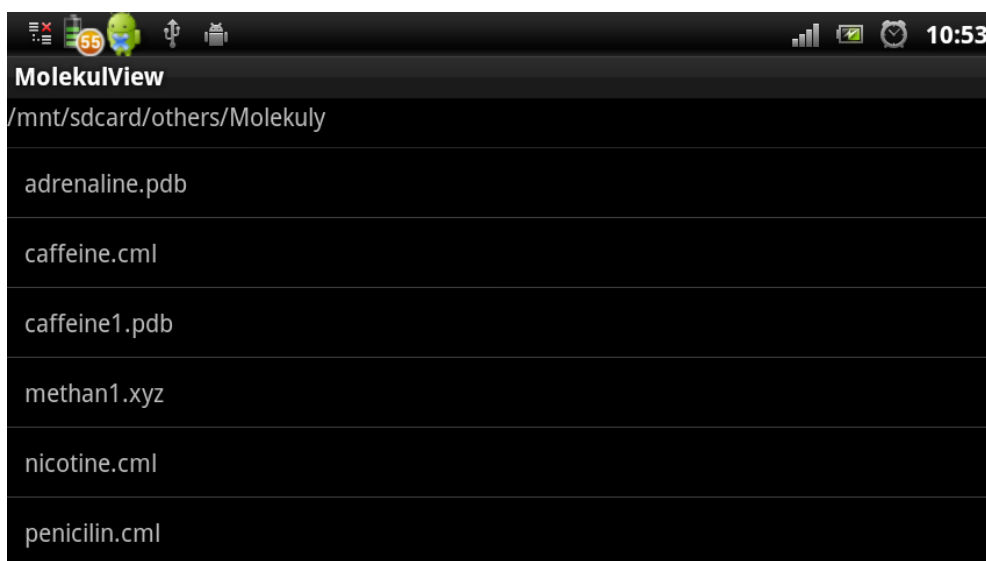 55
10:53
MolekulView
/mnt/sdcard/others/Molekuly
adrenaline.pdb
caffeine.cml
caffeine1.pdb
methan1.xyz
nicotine.cml
penicilin.cml